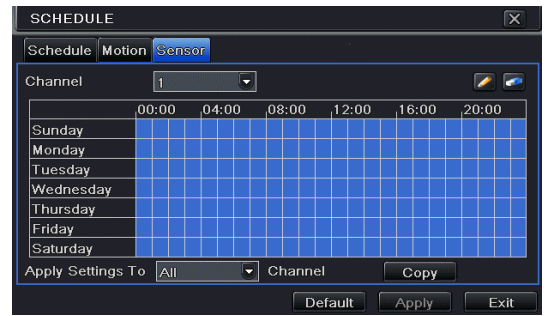 SCHEDULE
Schedule Motion Sensor
Channel 1
00:00 04:00 08:00 12:00 16:00 20:00
Sunday
Monday
Tuesday
Wednesday
Thursday
Friday
Saturday
Apply Settings To All Channel Copy
Default Apply Exit